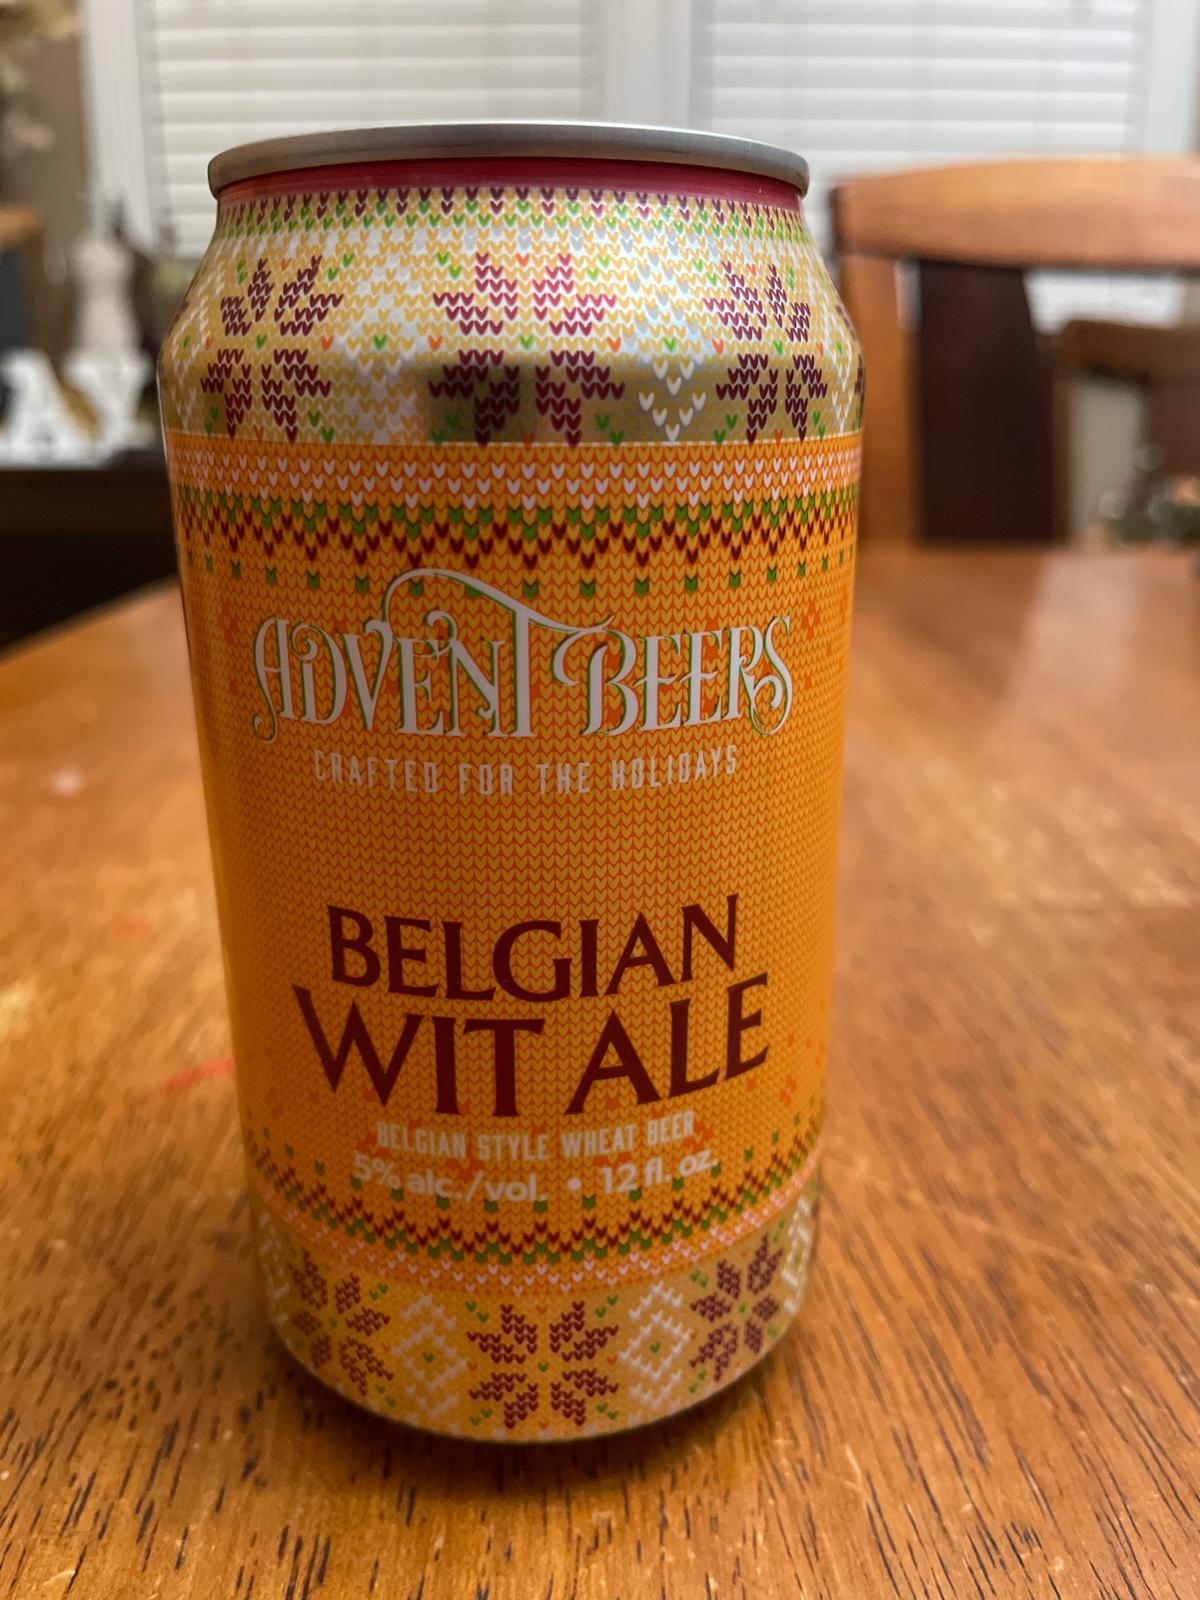 AY
ADVENT BEERS
CRAFTED FOR THE HOLIDAYS
BELGIAN
WIT ALE
BELGIAN STYLE WHEAT BEER
5% alc./vol. • 12 fl. oz.